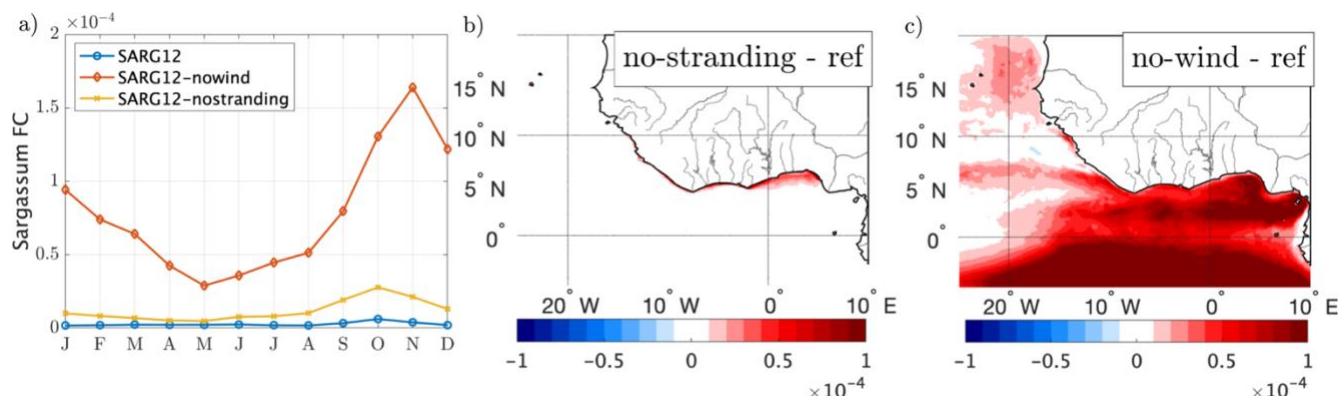 a)
×10⁻⁴
2
1.5
1
0.5
0
Sargassum FC
SARG12
SARG12-nowind
SARG12-nostranding
J F M A M J J A S O N D
b)
no-stranding - ref
15° N
10° N
5° N
0°
20° W 10° W 0° 10° E
-1 -0.5 0 0.5 1
×10⁻⁴
c)
no-wind - ref
15° N
10° N
5° N
0°
20° W 10° W 0° 10° E
-1 -0.5 0 0.5 1
×10⁻⁴